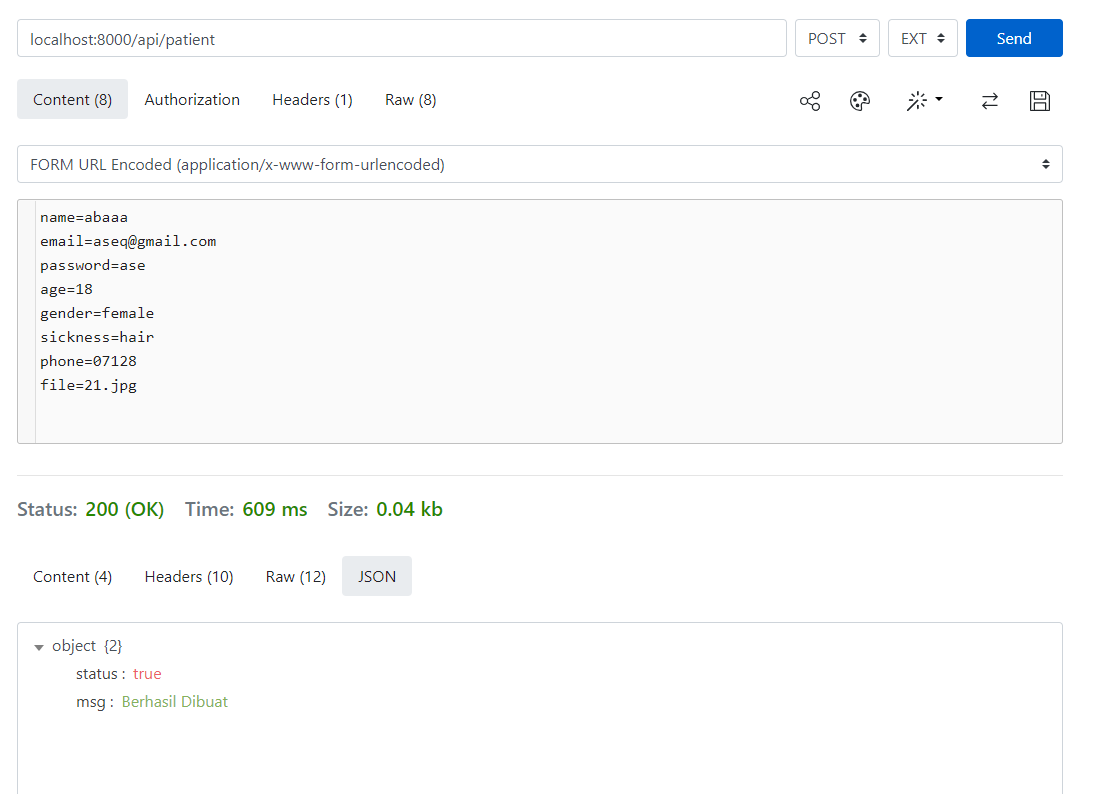 localhost:8000/api/patient POST EXT Send
Content (8) Authorization Headers (1) Raw (8)
FORM URL Encoded (application/x-www-form-urlencoded)
name=abaaa
email=aseq@gmail.com
password=ase
age=18
gender=female
sickness=hair
phone=07128
file=21.jpg
Status: 200 (OK) Time: 609 ms Size: 0.04 kb
Content (4) Headers (10) Raw (12) JSON
object {2}
status : true
msg : Berhasil Dibuat